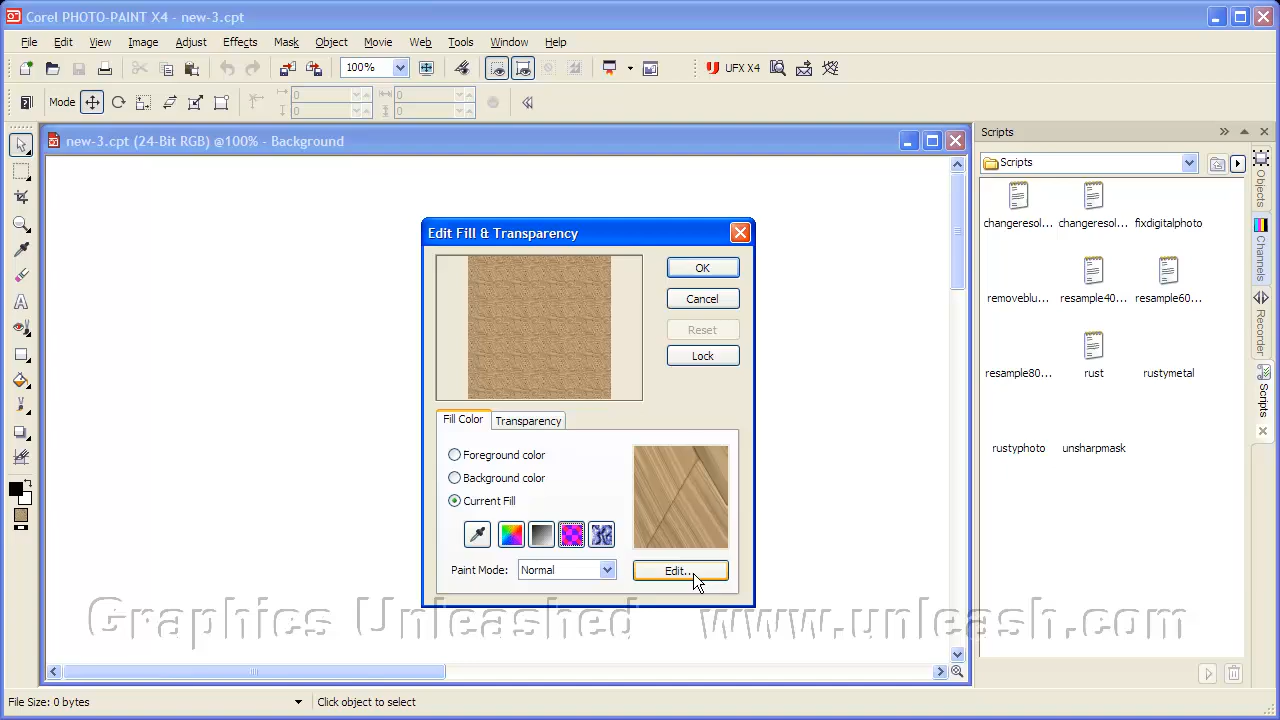 Corel PHOTO-PAINT X4 - new-3.cpt
File Edit View Image Adjust Effects Mask Object Movie Web Tools Window Help
100% UFX X4
Mode 0 0
0 0
new-3.cpt (24-Bit RGB) @100% - Background
Scripts
Scripts
Objects
Channels
Recorder
Scripts
changeresol... changeresol... fixdigitalphoto
removeblu... resample40... resample60...
resample80... rust rustymetal
rustyphoto unsharpmask
Edit Fill & Transparency
OK
Cancel
Reset
Lock
Fill Color Transparency
Foreground color
Background color
Current Fill
Paint Mode: Normal Edit...
Graphics Unleashed www.unleash.com
File Size: 0 bytes Click object to select